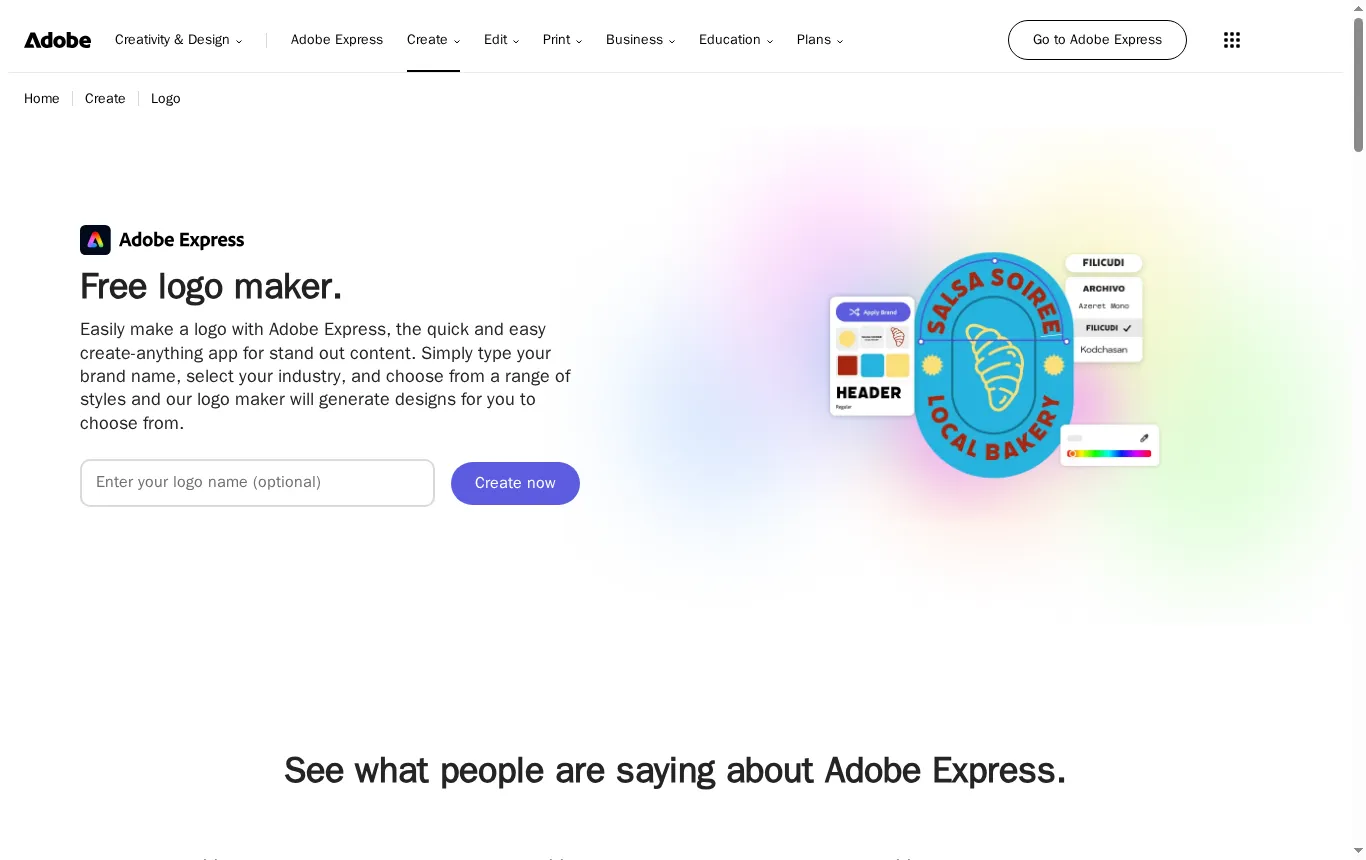 Adobe
Creativity & Design
Adobe Express
Create
Edit
Print
Business
Education
Plans
Go to Adobe Express
Home
Create
Logo
Adobe Express
Free logo maker.
Easily make a logo with Adobe Express, the quick and easy
create-anything app for stand out content. Simply type your
brand name, select your industry, and choose from a range of
styles and our logo maker will generate designs for you to
choose from.
Enter your logo name (optional)
Create now
Apply Brand
HEADER
Regular
SALSA SOIREE
LOCAL BAKERY
FILICUDI
ARCHIVO
Azeret Mono
FILICUDI
Kodchasan
See what people are saying about Adobe Express.